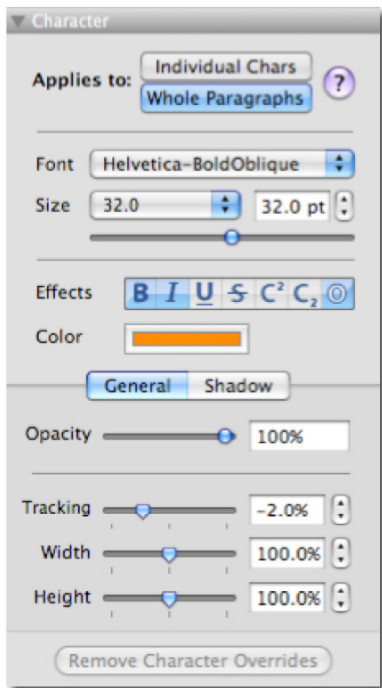 Character
Applies to:
Individual Chars
Whole Paragraphs
?
Font Helvetica-BoldOblique
Size 32.0 32.0 pt
Effects B I U S C² C₂ O
Color
General Shadow
Opacity 100%
Tracking -2.0%
Width 100.0%
Height 100.0%
Remove Character Overrides